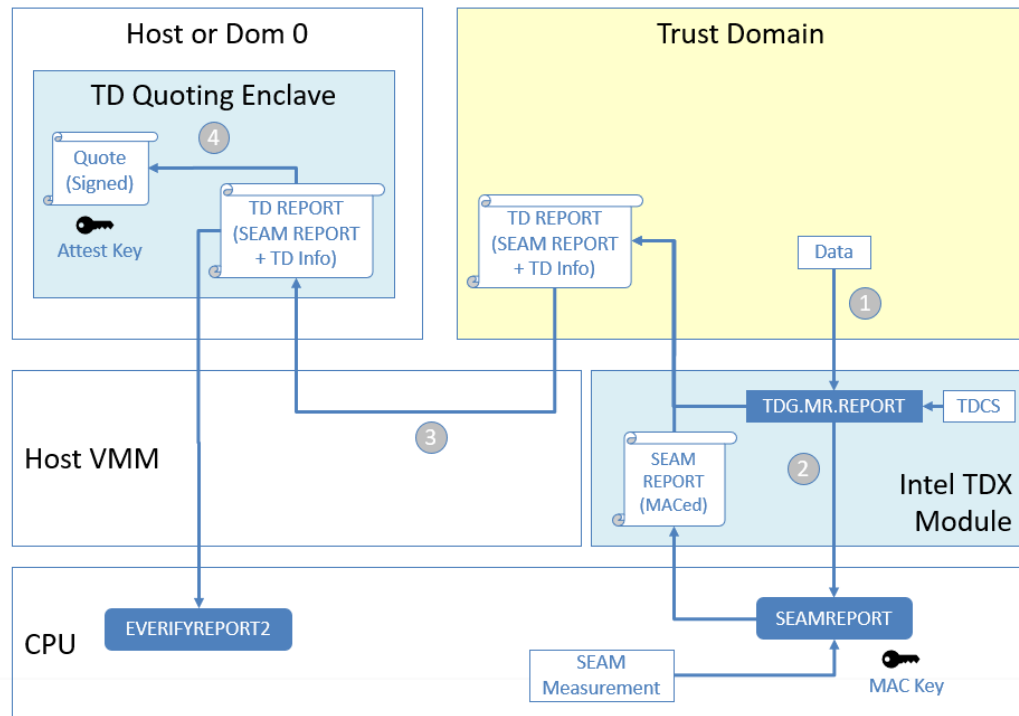 Host or Dom 0
TD Quoting Enclave
4
Quote
(Signed)
Attest Key
TD REPORT
(SEAM REPORT
+ TD Info)
Trust Domain
TD REPORT
(SEAM REPORT
+ TD Info)
Data
1
Host VMM
3
TDG.MR.REPORT
TDCS
2
SEAM
REPORT
(MACed)
Intel TDX
Module
CPU
EVERIFYREPORT2
SEAMREPORT
SEAM
Measurement
MAC Key